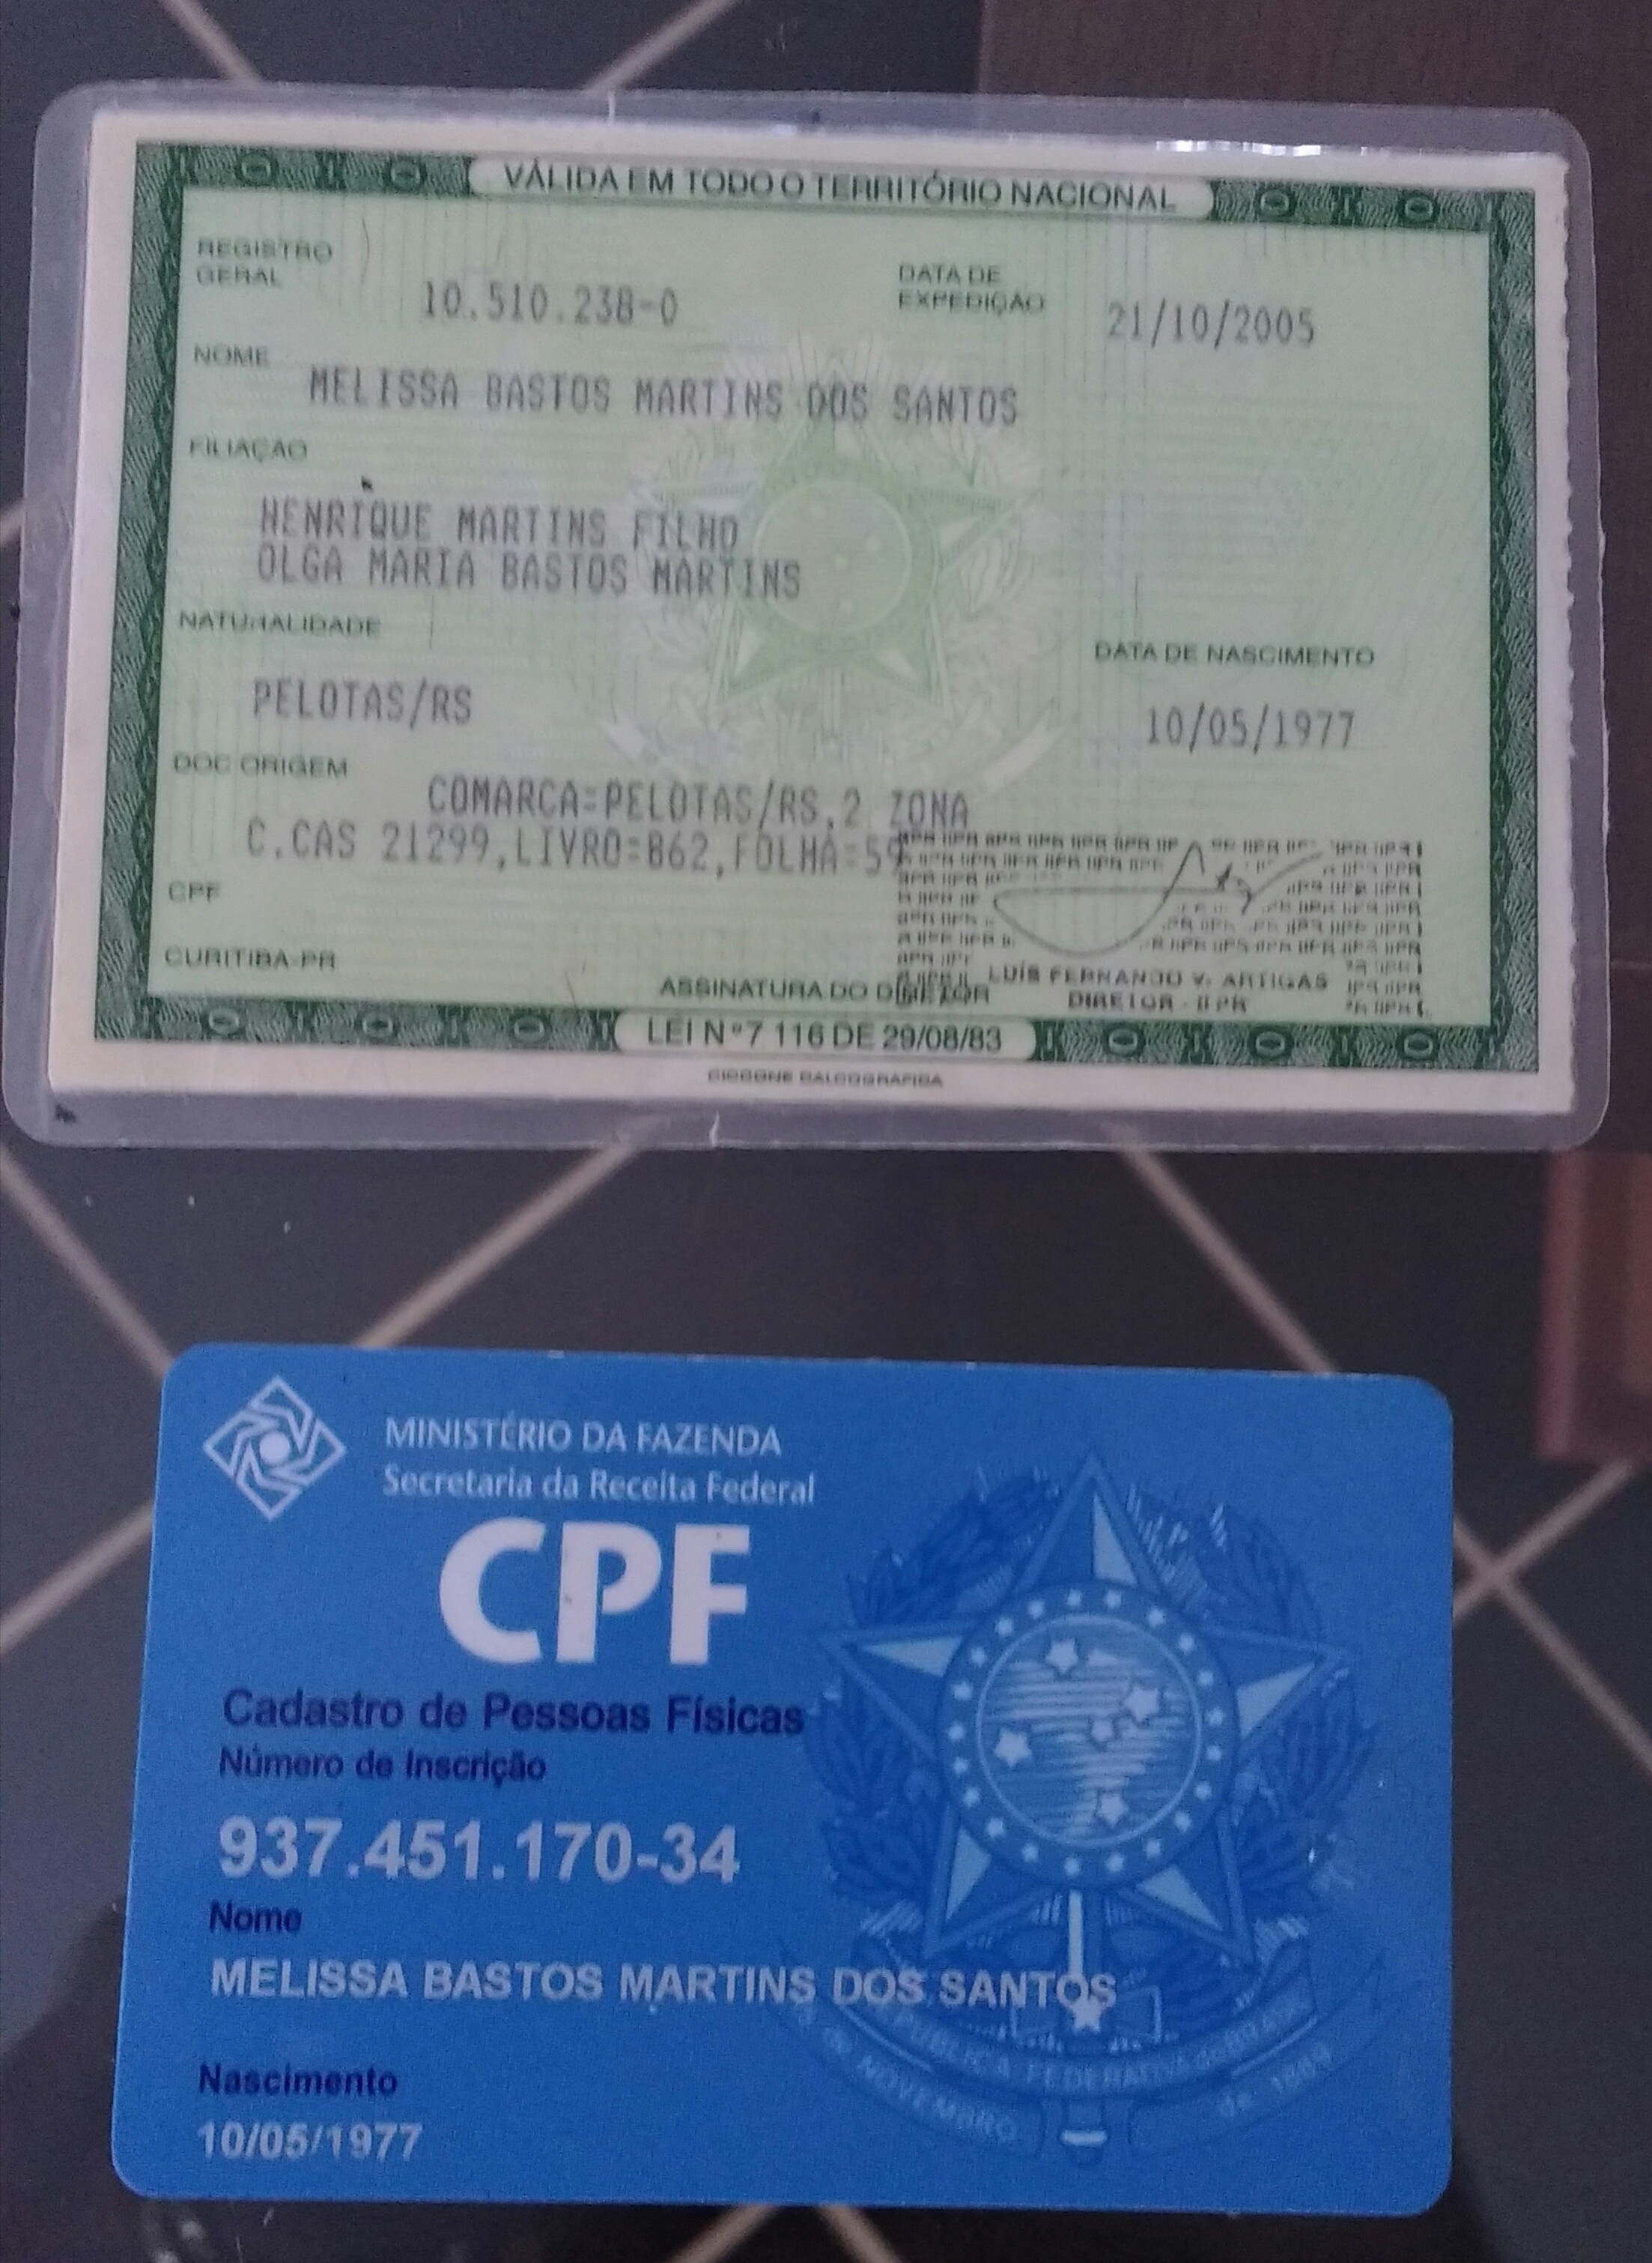 VÁLIDA EM TODO O TERRITÓRIO NACIONAL
REGISTRO
GERAL
10.510.238-0
DATA DE
EXPEDIÇÃO
21/10/2005
NOME
MELISSA BASTOS MARTINS DOS SANTOS
FILIAÇÃO
HENRIQUE MARTINS FILHO
OLGA MARIA BASTOS MARTINS
NATURALIDADE
DATA DE NASCIMENTO
PELOTAS/RS
10/05/1977
DOC ORIGEM
COMARCA=PELOTAS/RS,2 ZONA
C.CAS 21299,LIVRO=B62,FOLHA=59
CPF
CURITIBA-PR
ASSINATURA DO DIRETOR
LUÍS FERNANDO V. ARTIGAS
DIRETOR - IIPR
LEI Nº 7 116 DE 29/08/83
CICCONE CALCOGRAFICA
MINISTÉRIO DA FAZENDA
Secretaria da Receita Federal
CPF
Cadastro de Pessoas Físicas
Número de Inscrição
937.451.170-34
Nome
MELISSA BASTOS MARTINS DOS SANTOS
REPÚBLICA FEDERATIVA do BRASIL
de NOVEMBRO
de 1889
Nascimento
10/05/1977